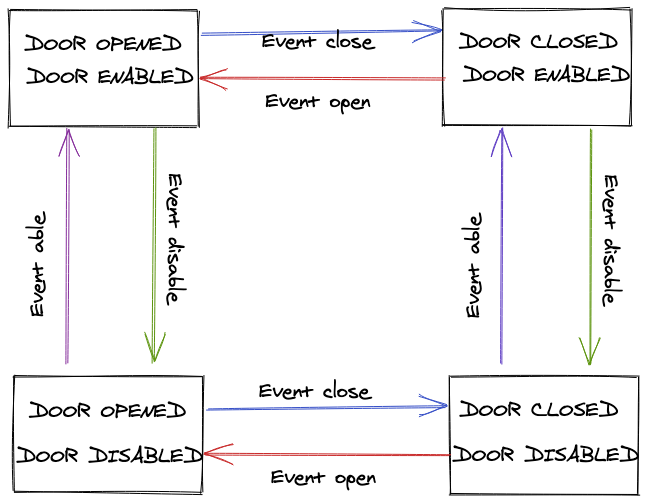 DOOR OPENED
DOOR ENABLED
Event close
Event open
DOOR CLOSED
DOOR ENABLED
Event able
Event disable
Event able
Event disable
DOOR OPENED
DOOR DISABLED
Event close
Event open
DOOR CLOSED
DOOR DISABLED